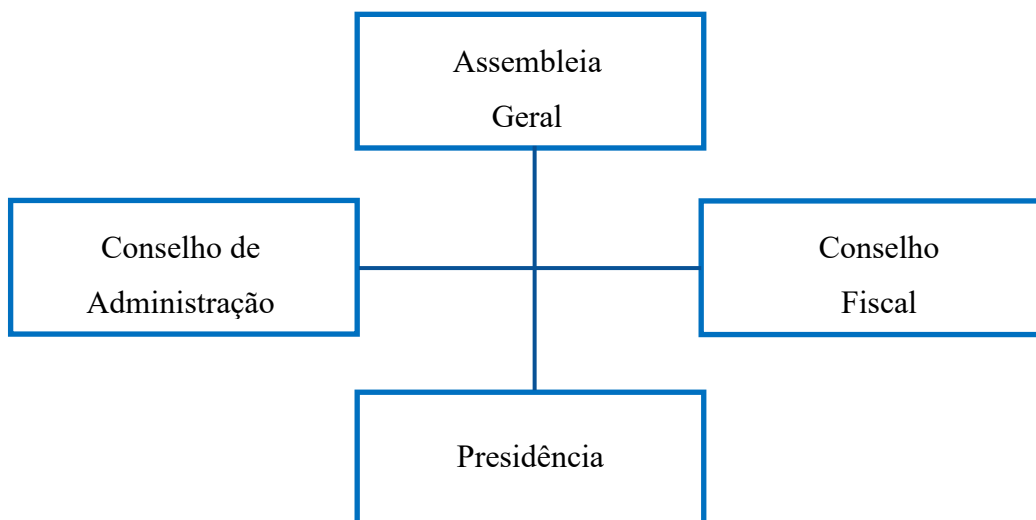 Assembleia
Geral
Conselho de
Administração
Conselho
Fiscal
Presidência